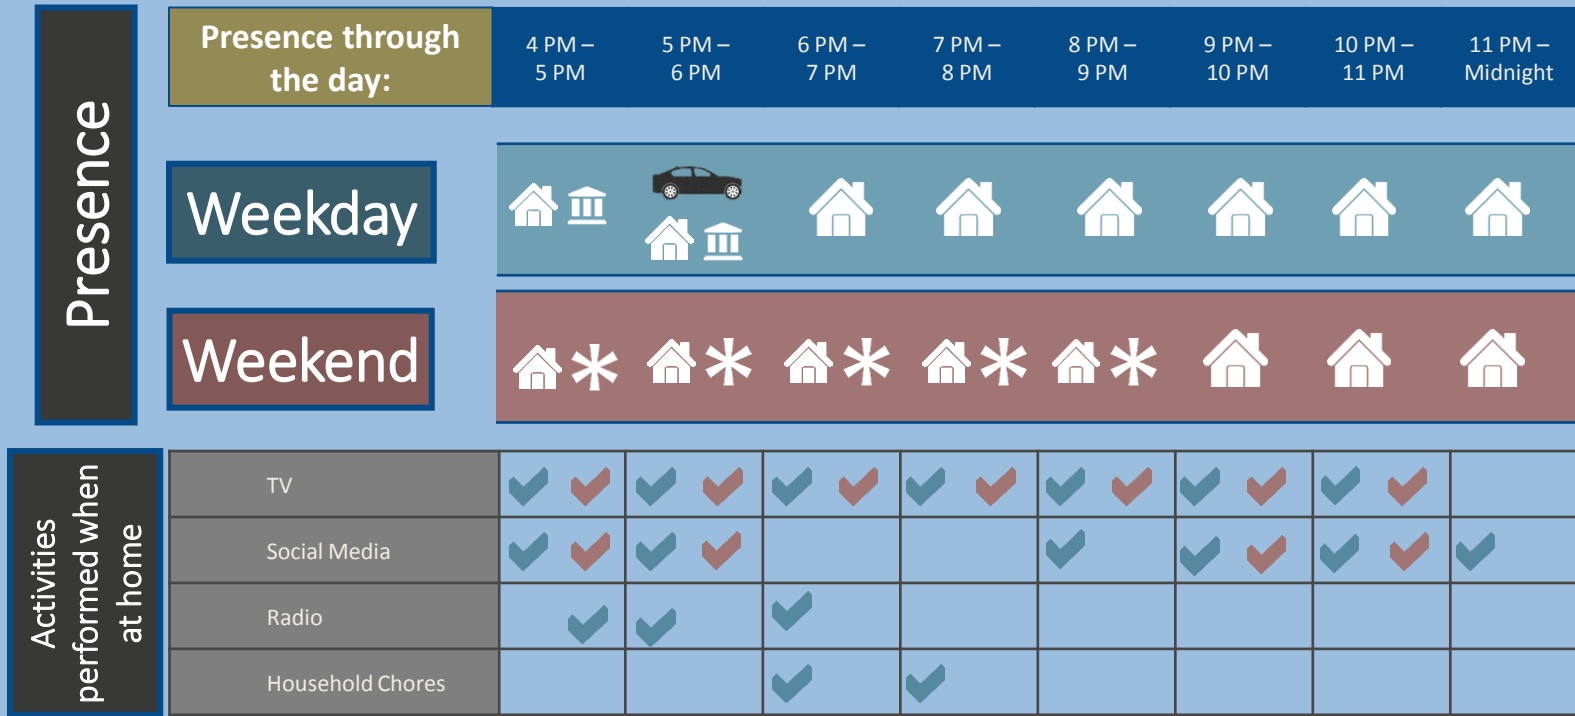 Presence
Presence through
the day:
4 PM –
5 PM
5 PM –
6 PM
6 PM –
7 PM
7 PM –
8 PM
8 PM –
9 PM
9 PM –
10 PM
10 PM –
11 PM
11 PM –
Midnight
Weekday
Weekend
Activities
performed when
at home
TV
Social Media
Radio
Household Chores